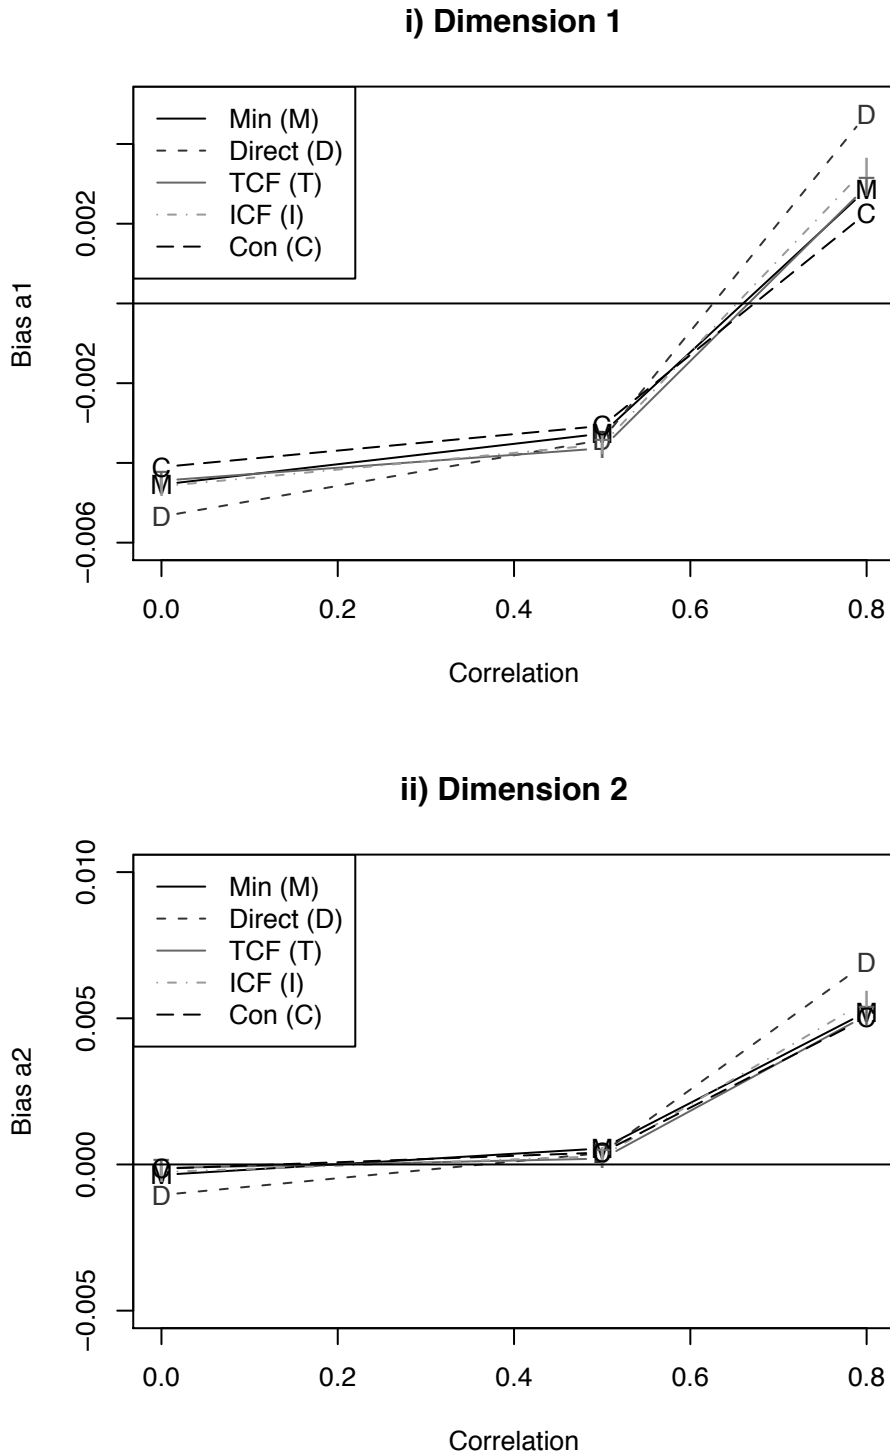 i) Dimension 1
Min (M)
Direct (D)
TCF (T)
ICF (I)
Con (C)
Bias a1
0.002
−0.002
−0.006
C
M
D
C
M
D
D
M
C
0.0
0.2
0.4
0.6
0.8
Correlation
ii) Dimension 2
Min (M)
Direct (D)
TCF (T)
ICF (I)
Con (C)
Bias a2
0.010
0.005
0.000
−0.005
C
M
D
M
C
D
M
C
0.0
0.2
0.4
0.6
0.8
Correlation